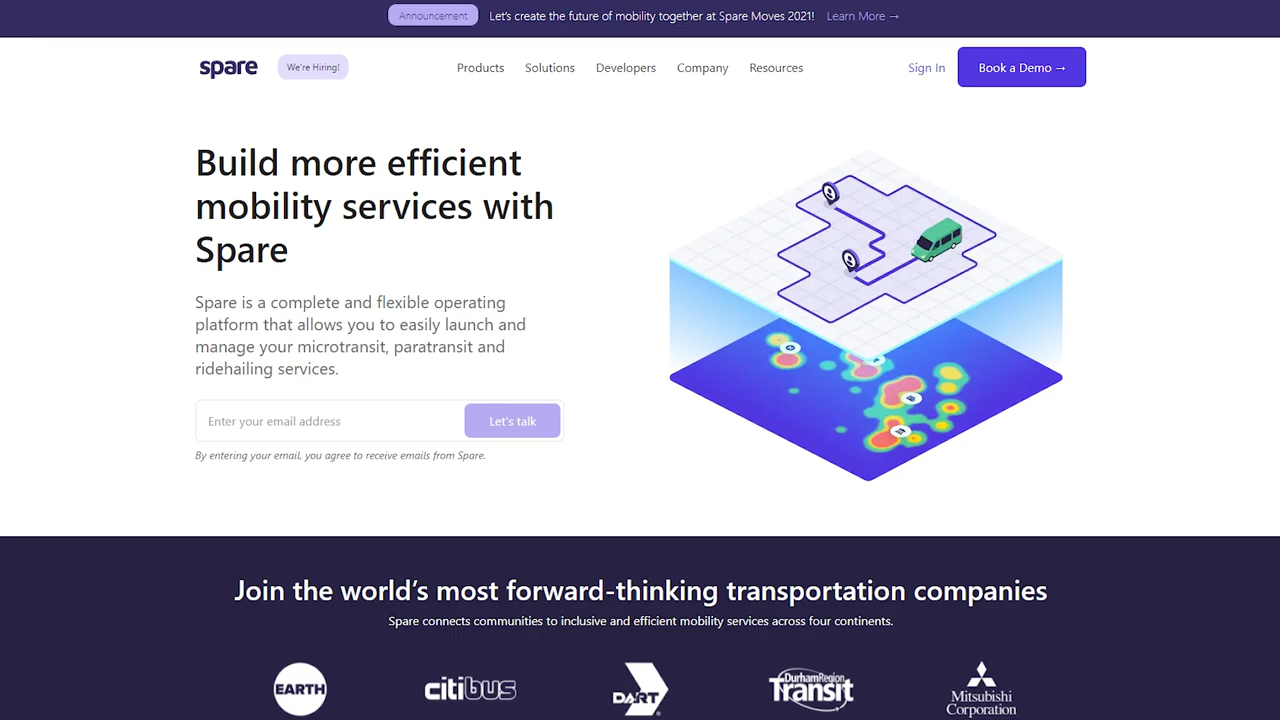 Announcement Let's create the future of mobility together at Spare Moves 2021! Learn More →
spare We're Hiring! Products Solutions Developers Company Resources Sign In Book a Demo →
Build more efficient
mobility services with
Spare
Spare is a complete and flexible operating
platform that allows you to easily launch and
manage your microtransit, paratransit and
ridehailing services.
Enter your email address Let's talk
By entering your email, you agree to receive emails from Spare.
Join the world's most forward-thinking transportation companies
Spare connects communities to inclusive and efficient mobility services across four continents.
EARTH citibus DART Durham Region Transit Mitsubishi Corporation